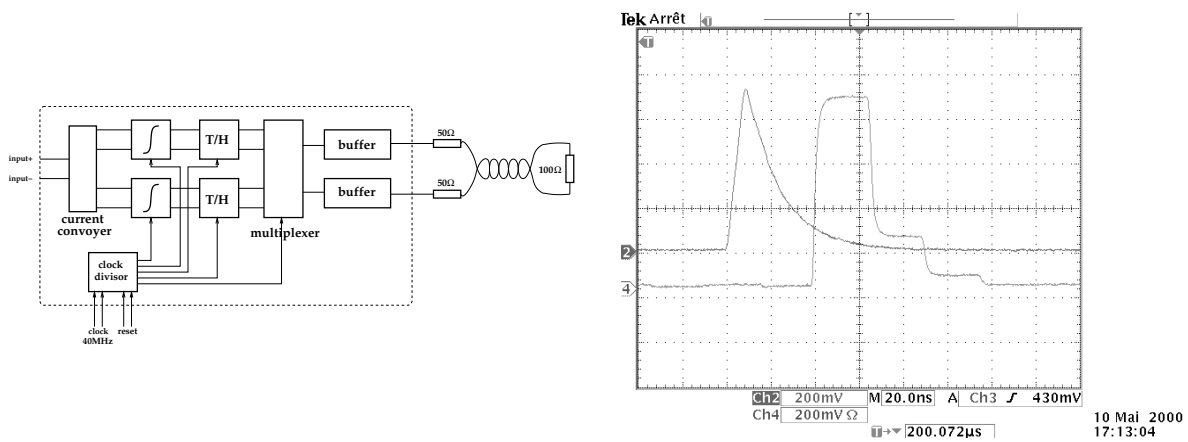 input+
input−
current
convoyer
T/H
T/H
multiplexer
buffer
buffer
50Ω
50Ω
100Ω
clock
divisor
clock
40MHz
reset
Tek Arrêt
T
T
2
4
Ch2 200mV M 20.0ns A Ch3 ∫ 430mV
Ch4 200mV Ω
T→▼ 200.072µs
10 Mai 2000
17:13:04